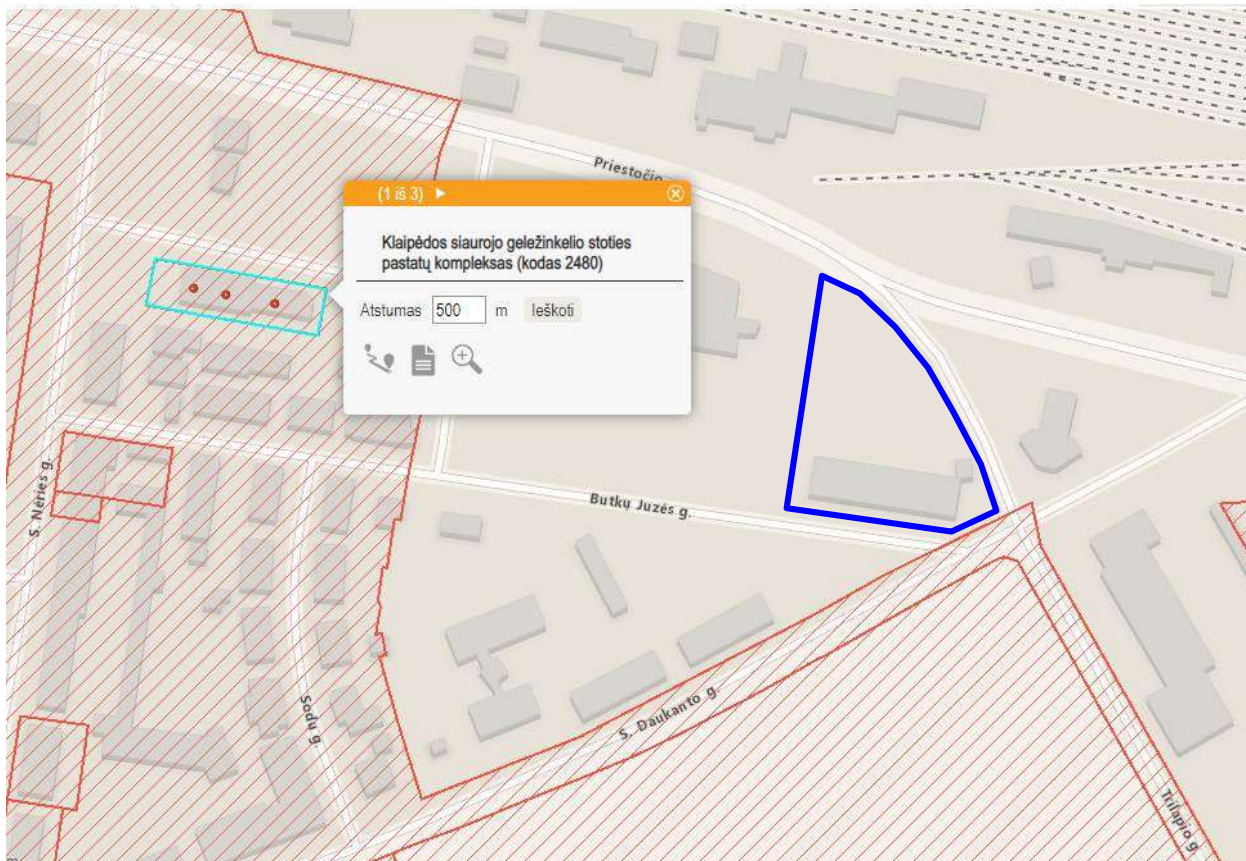 Priestočio
(1 iš 3)
Klaipėdos siaurojo geležinkelio stoties
pastatų kompleksas (kodas 2480)
Atstumas 500 m Ieškoti
S. Nėries g.
Butkų Juzės g.
Sodų g.
S. Daukanto g.
Trilapio g.